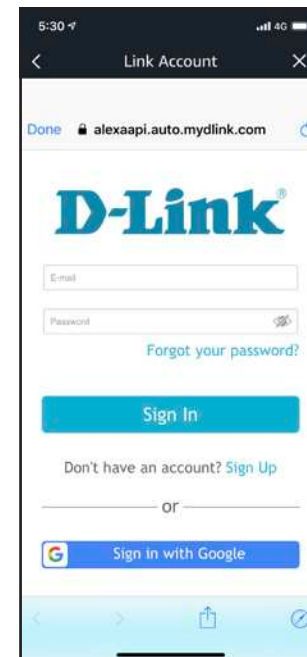 5:30 4G
Link Account
Done alexaapi.auto.mydlink.com
D-Link®
E-mail
Password
Forgot your password?
Sign In
Don't have an account? Sign Up
or
G Sign in with Google